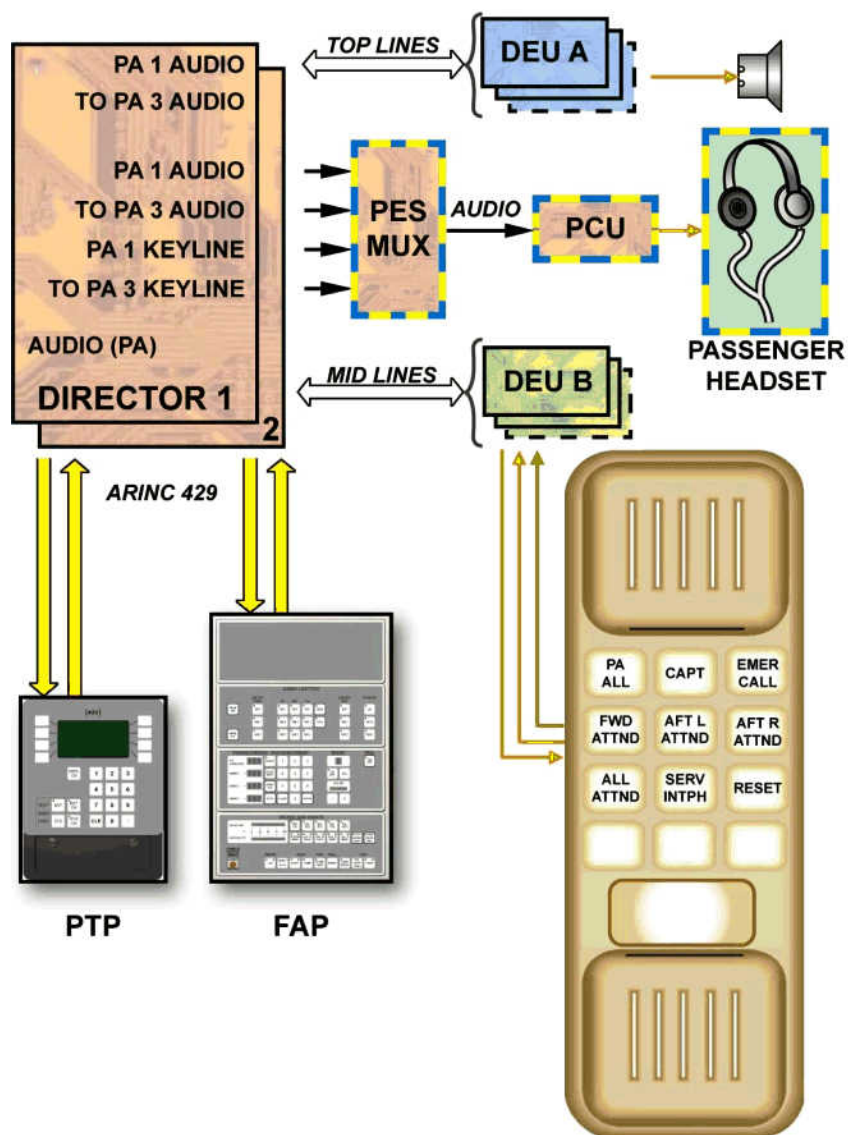 PA 1 AUDIO
TO PA 3 AUDIO
PA 1 AUDIO
TO PA 3 AUDIO
PA 1 KEYLINE
TO PA 3 KEYLINE
AUDIO (PA)
DIRECTOR 1
2
TOP LINES
DEU A
PES
MUX
AUDIO
PCU
PASSENGER
HEADSET
MID LINES
DEU B
ARINC 429
PTP
FAP
PA
ALL
CAPT
EMER
CALL
FWD
ATTND
AFT L
ATTND
AFT R
ATTND
ALL
ATTND
SERV
INTPH
RESET